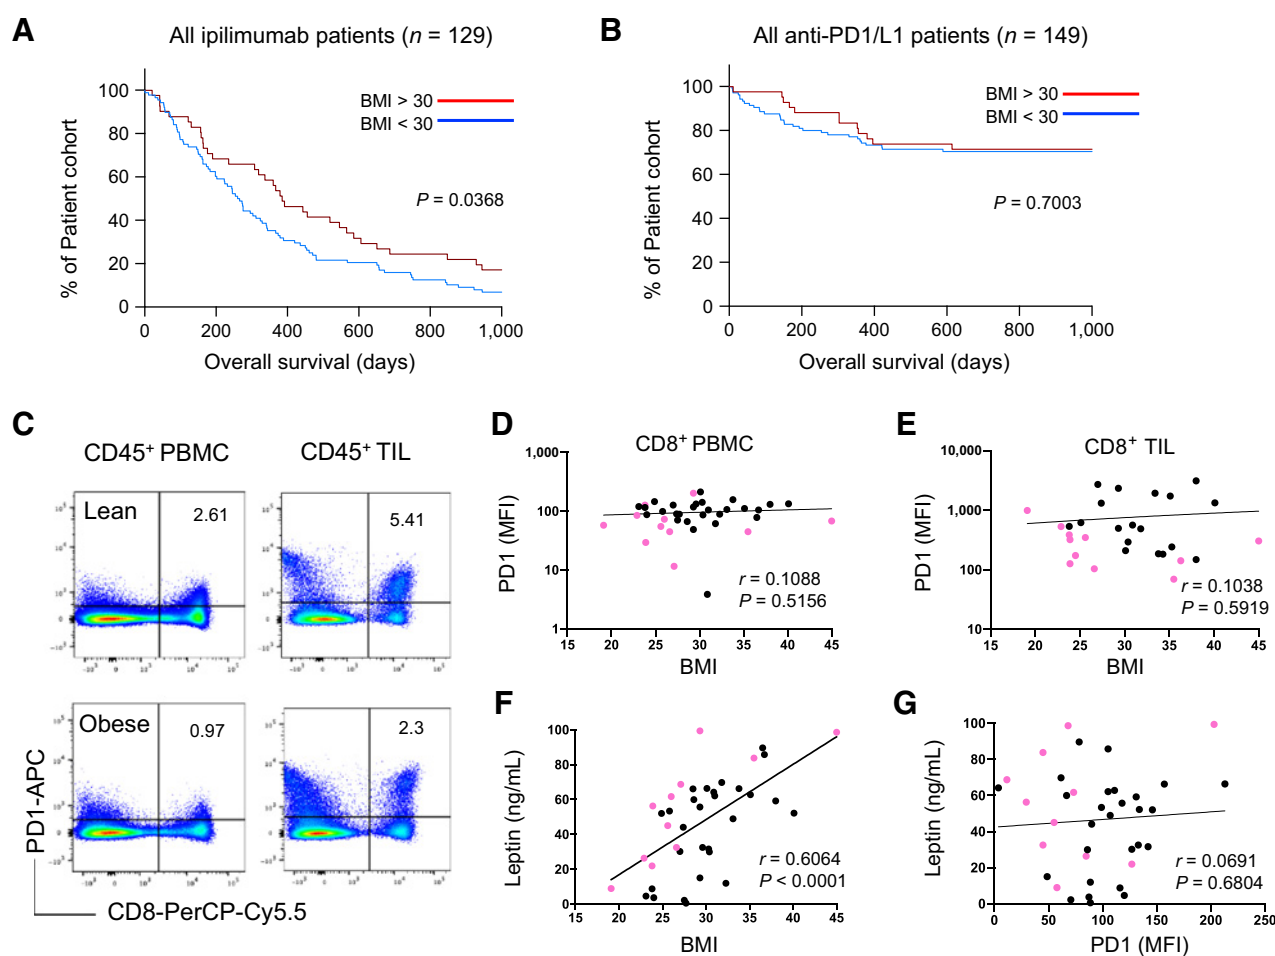 A
All ipilimumab patients (n = 129)
% of Patient cohort
100
80
60
40
20
0
BMI > 30
BMI < 30
P = 0.0368
0 200 400 600 800 1,000
Overall survival (days)
B
All anti-PD1/L1 patients (n = 149)
% of Patient cohort
100
80
60
40
20
0
BMI > 30
BMI < 30
P = 0.7003
0 200 400 600 800 1,000
Overall survival (days)
C
CD45+ PBMC
CD45+ TIL
Lean
2.61
5.41
Obese
0.97
2.3
PD1-APC
CD8-PerCP-Cy5.5
D
CD8+ PBMC
PD1 (MFI)
1,000
100
10
1
r = 0.1088
P = 0.5156
15 20 25 30 35 40 45
BMI
E
CD8+ TIL
PD1 (MFI)
10,000
1,000
100
10
r = 0.1038
P = 0.5919
15 20 25 30 35 40 45
BMI
F
Leptin (ng/mL)
100
80
60
40
20
0
r = 0.6064
P < 0.0001
15 20 25 30 35 40 45
BMI
G
Leptin (ng/mL)
100
80
60
40
20
0
r = 0.0691
P = 0.6804
0 50 100 150 200 250
PD1 (MFI)